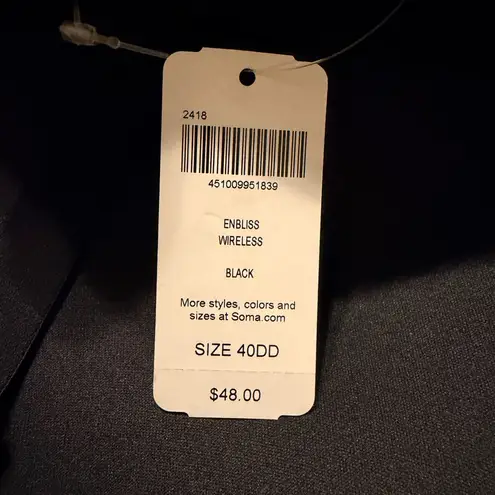 2418
451009951839
ENBLISS
WIRELESS
BLACK
More styles, colors and
sizes at Soma.com
SIZE 40DD
$48.00